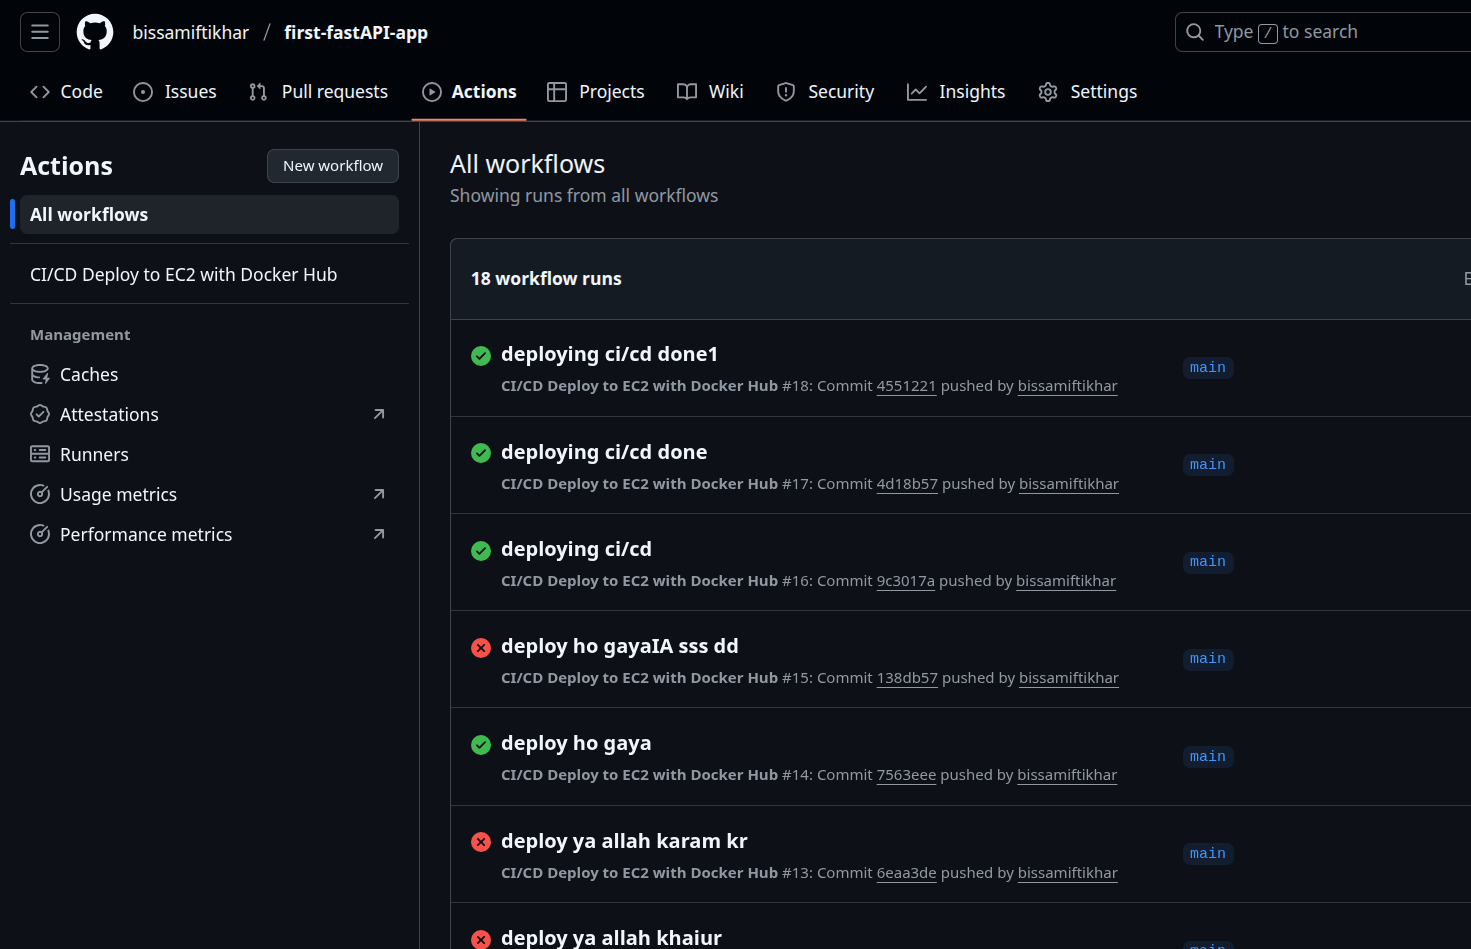 bissamiftikhar / first-fastAPI-app
Type / to search
Code Issues Pull requests Actions Projects Wiki Security Insights Settings
Actions
New workflow
All workflows
CI/CD Deploy to EC2 with Docker Hub
Management
Caches
Attestations
Runners
Usage metrics
Performance metrics
All workflows
Showing runs from all workflows
18 workflow runs
deploying ci/cd done1
CI/CD Deploy to EC2 with Docker Hub #18: Commit 4551221 pushed by bissamiftikhar
main
deploying ci/cd done
CI/CD Deploy to EC2 with Docker Hub #17: Commit 4d18b57 pushed by bissamiftikhar
main
deploying ci/cd
CI/CD Deploy to EC2 with Docker Hub #16: Commit 9c3017a pushed by bissamiftikhar
main
deploy ho gayaIA sss dd
CI/CD Deploy to EC2 with Docker Hub #15: Commit 138db57 pushed by bissamiftikhar
main
deploy ho gaya
CI/CD Deploy to EC2 with Docker Hub #14: Commit 7563eee pushed by bissamiftikhar
main
deploy ya allah karam kr
CI/CD Deploy to EC2 with Docker Hub #13: Commit 6eaa3de pushed by bissamiftikhar
main
deploy ya allah khaiur
main